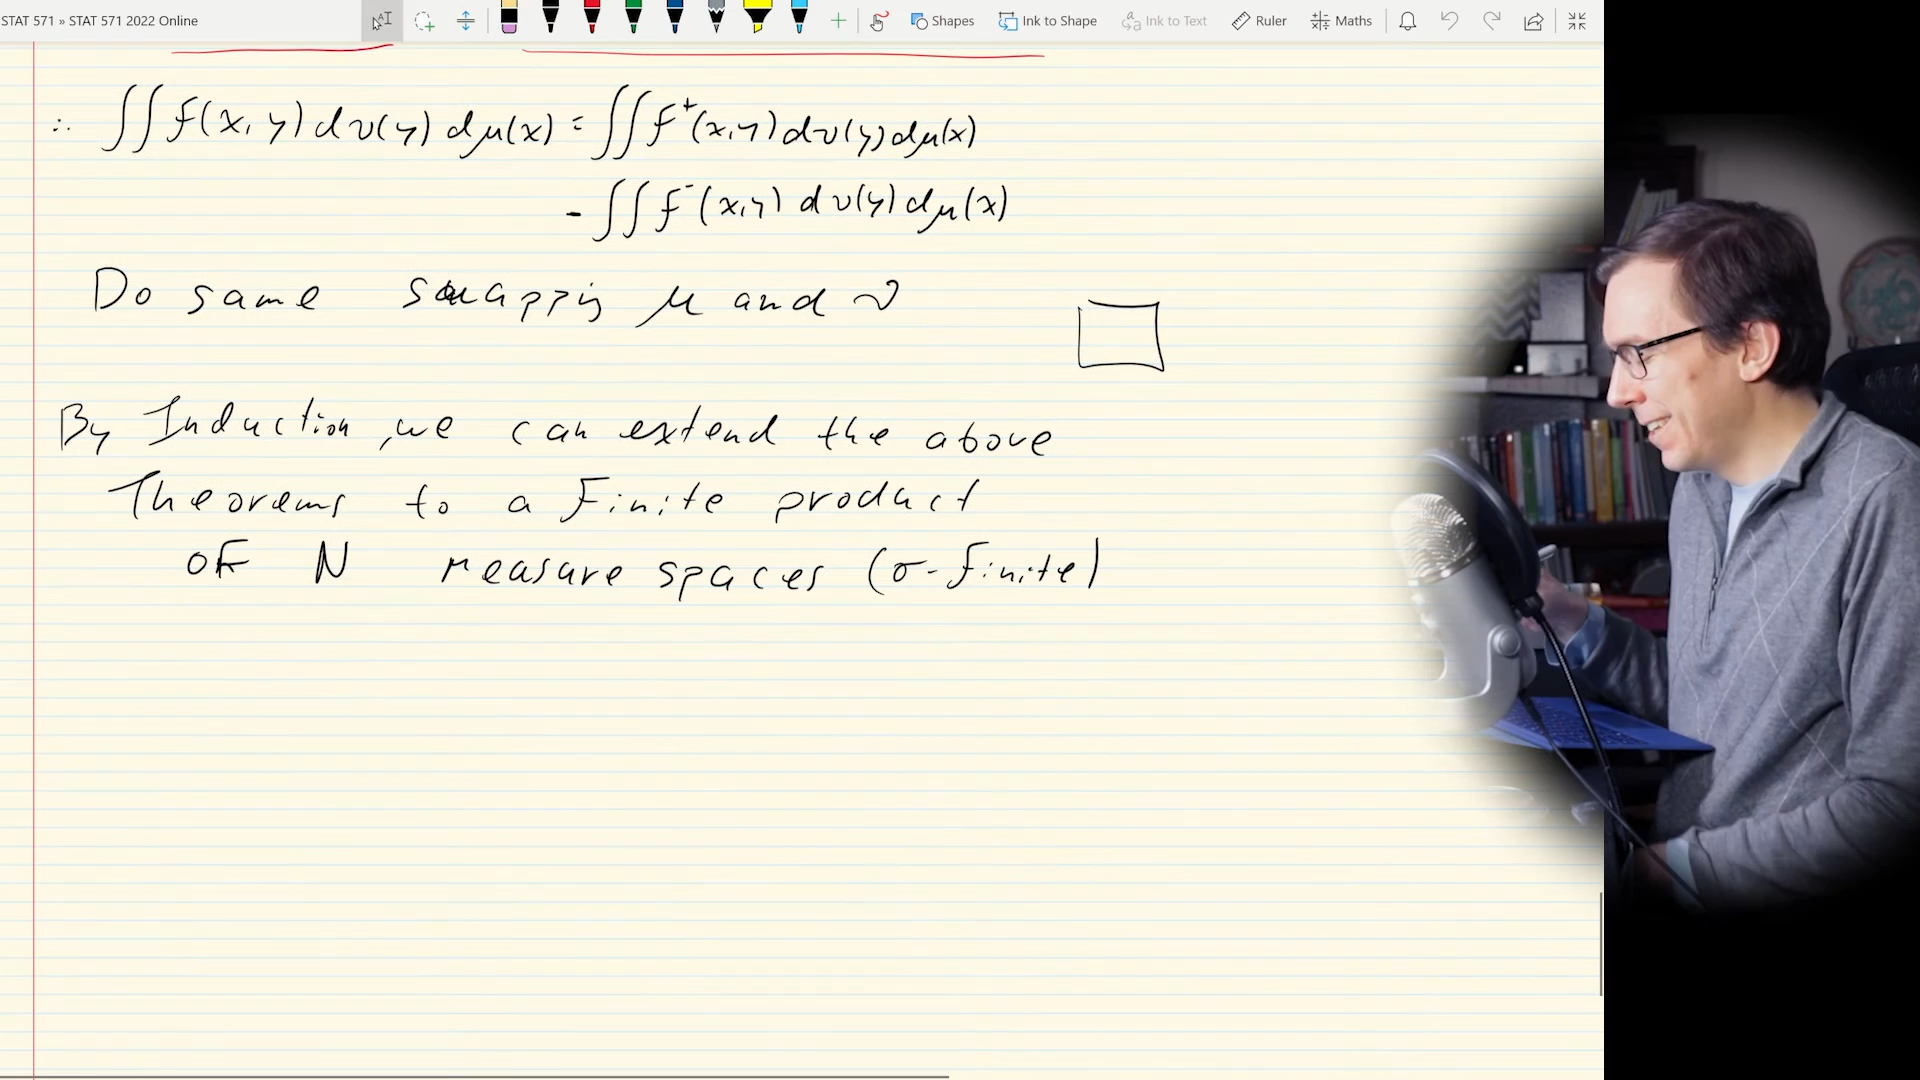 STAT 571 » STAT 571 2022 Online
Shapes
Ink to Shape
Ink to Text
Ruler
Maths
∴ ∫∫ f(x, y) dν(y) dμ(x) = ∫∫ f⁺(x,y) dν(y) dμ(x)
- ∫∫ f⁻(x,y) dν(y) dμ(x)
Do same swapping μ and ν
By Induction, we can extend the above
Theorems to a Finite product
of N measure spaces (σ-finite)